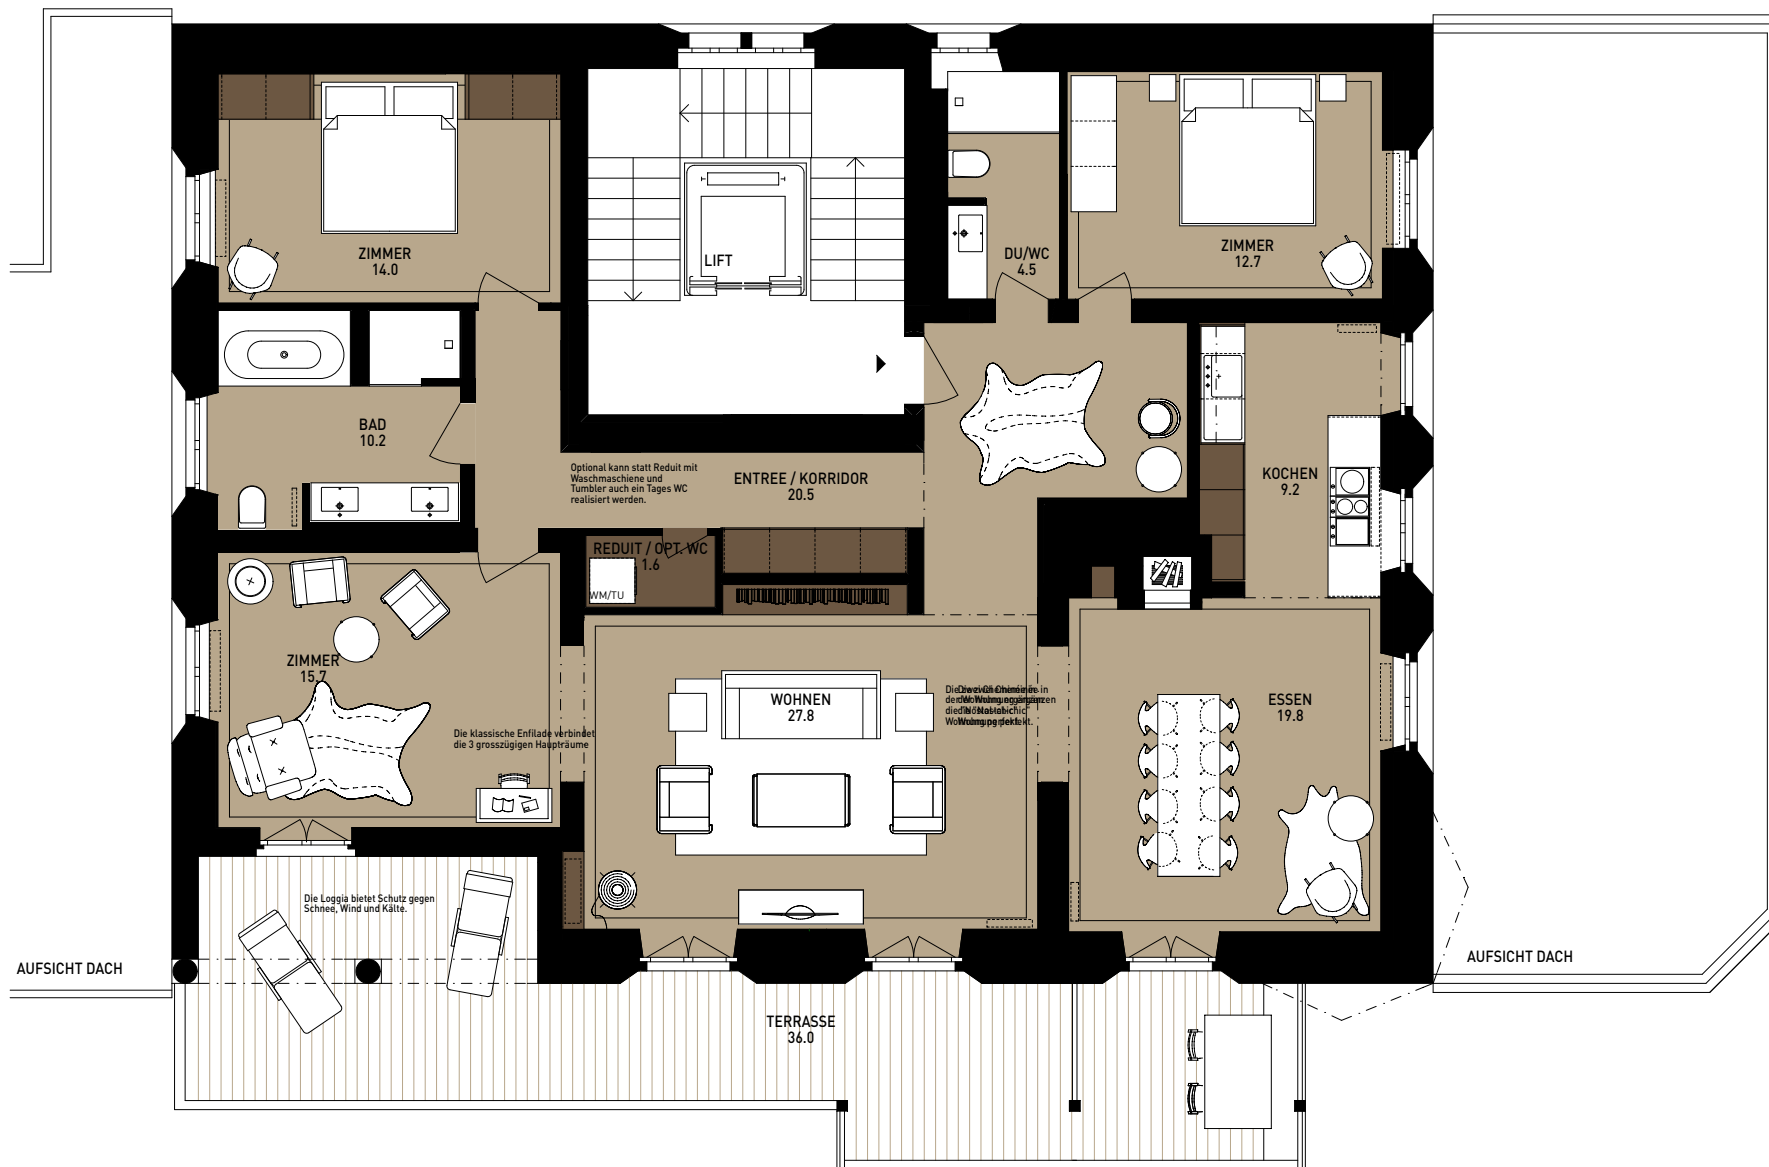 ZIMMER
14.0
LIFT
DU/WC
4.5
ZIMMER
12.7
BAD
10.2
Optional kann statt Reduit mit
Waschmaschiene und
Tumbler auch ein Tages WC
realisiert werden.
ENTREE / KORRIDOR
20.5
KOCHEN
9.2
REDUIT / OPT. WC
1.6
WM/TU
ZIMMER
15.7
Die klassische Enfilade verbindet
die 3 grosszügigen Haupträume
WOHNEN
27.8
ESSEN
19.8
Die Loggia bietet Schutz gegen
Schnee, Wind und Kälte.
AUFSICHT DACH
AUFSICHT DACH
TERRASSE
36.0